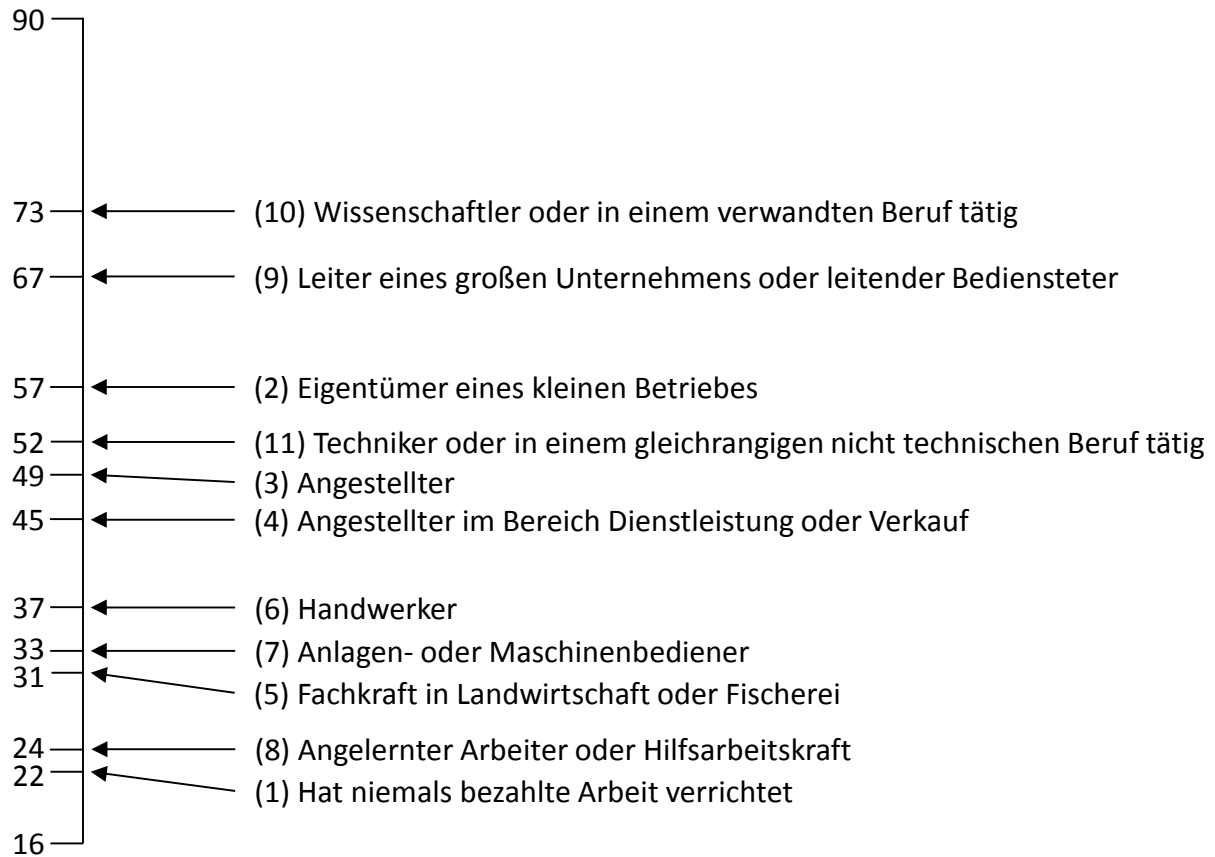 90
73 (10) Wissenschaftler oder in einem verwandten Beruf tätig
67 (9) Leiter eines großen Unternehmens oder leitender Bediensteter
57 (2) Eigentümer eines kleinen Betriebes
52 (11) Techniker oder in einem gleichrangigen nicht technischen Beruf tätig
49 (3) Angestellter
45 (4) Angestellter im Bereich Dienstleistung oder Verkauf
37 (6) Handwerker
33 (7) Anlagen- oder Maschinenbediener
31 (5) Fachkraft in Landwirtschaft oder Fischerei
24 (8) Angelernter Arbeiter oder Hilfsarbeitskraft
22 (1) Hat niemals bezahlte Arbeit verrichtet
16